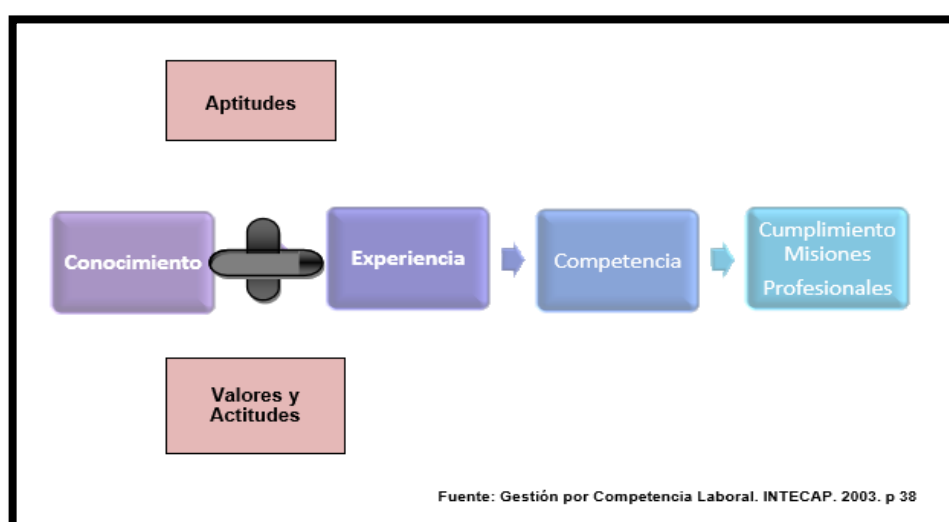 Aptitudes
Conocimiento
Experiencia
Competencia
Cumplimiento
Misiones
Profesionales
Valores y
Actitudes
Fuente: Gestión por Competencia Laboral. INTECAP. 2003. p 38